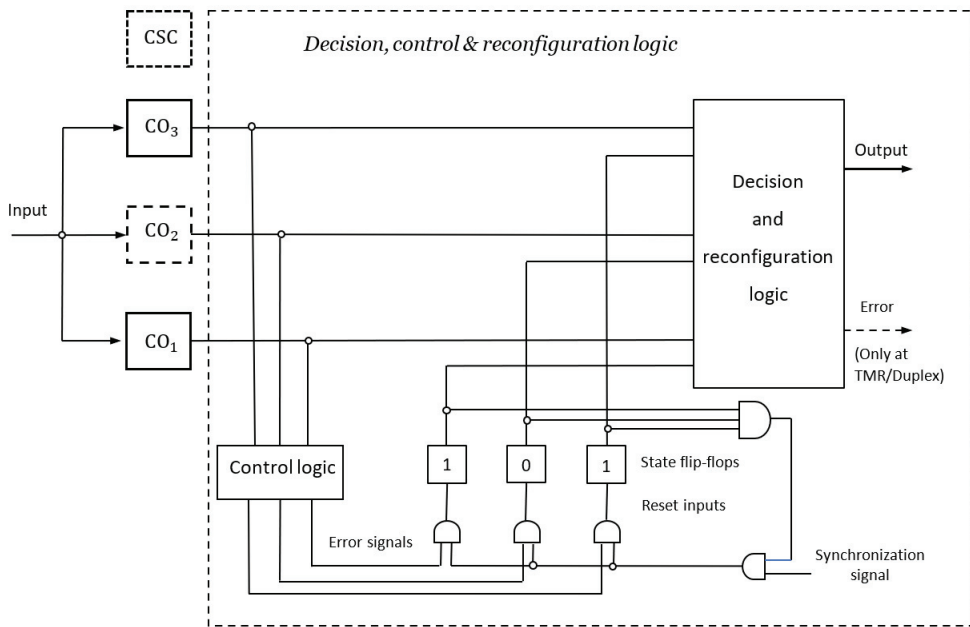 CSC
Decision, control & reconfiguration logic
CO₃
Output
Decision
and
reconfiguration
logic
Input
CO₂
Error
(Only at
TMR/Duplex)
CO₁
Control logic
1
0
1
State flip-flops
Reset inputs
Error signals
Synchronization
signal